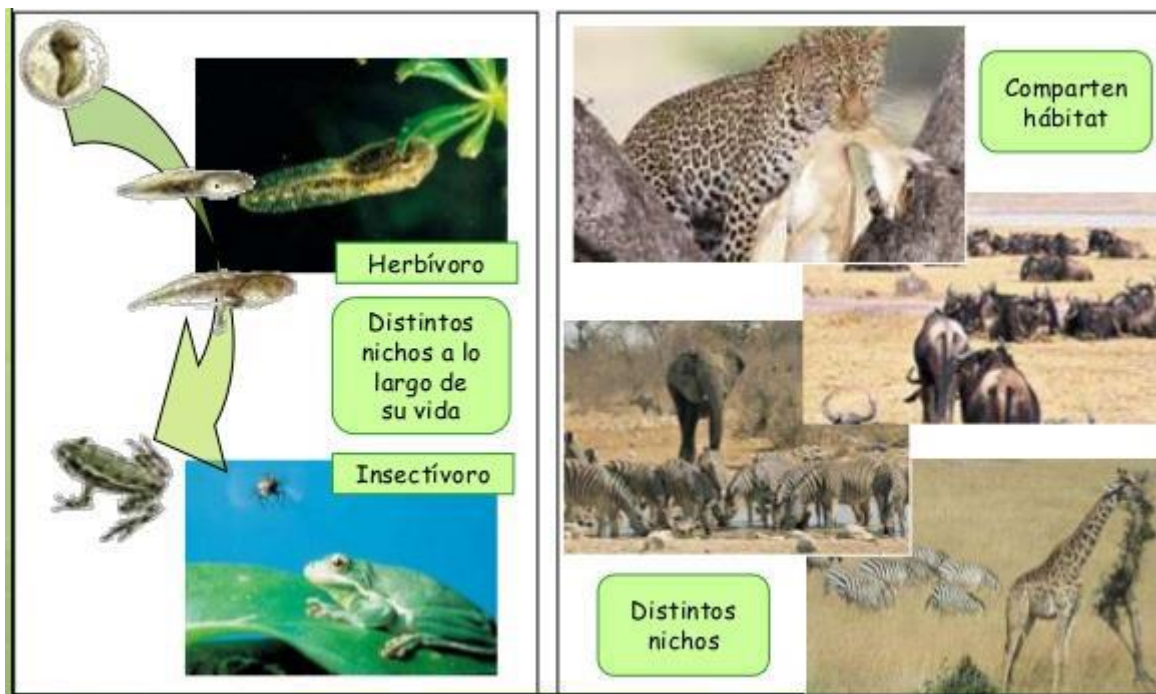 Herbívoro
Distintos
nichos a lo
largo de
su vida
Insectívoro
Comparten
hábitat
Distintos
nichos